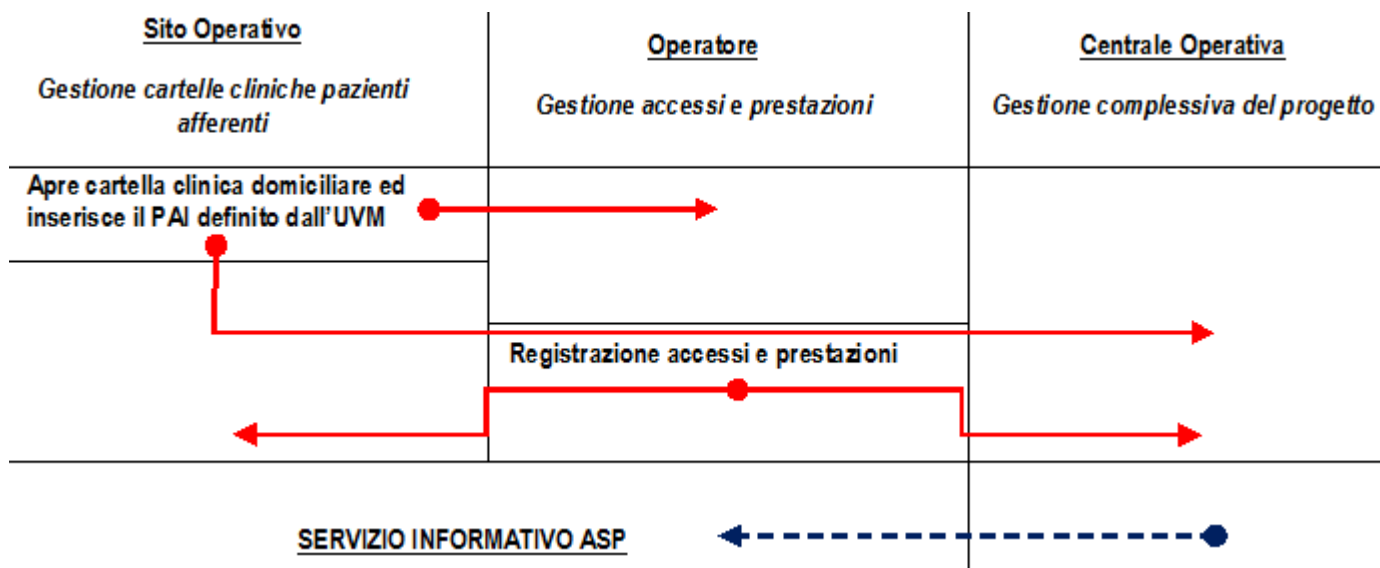 Sito Operativo
Gestione cartelle cliniche pazienti
afferenti
Operatore
Gestione accessi e prestazioni
Centrale Operativa
Gestione complessiva del progetto
Apre cartella clinica domiciliare ed
inserisce il PAI definito dall'UVM
Registrazione accessi e prestazioni
SERVIZIO INFORMATIVO ASP